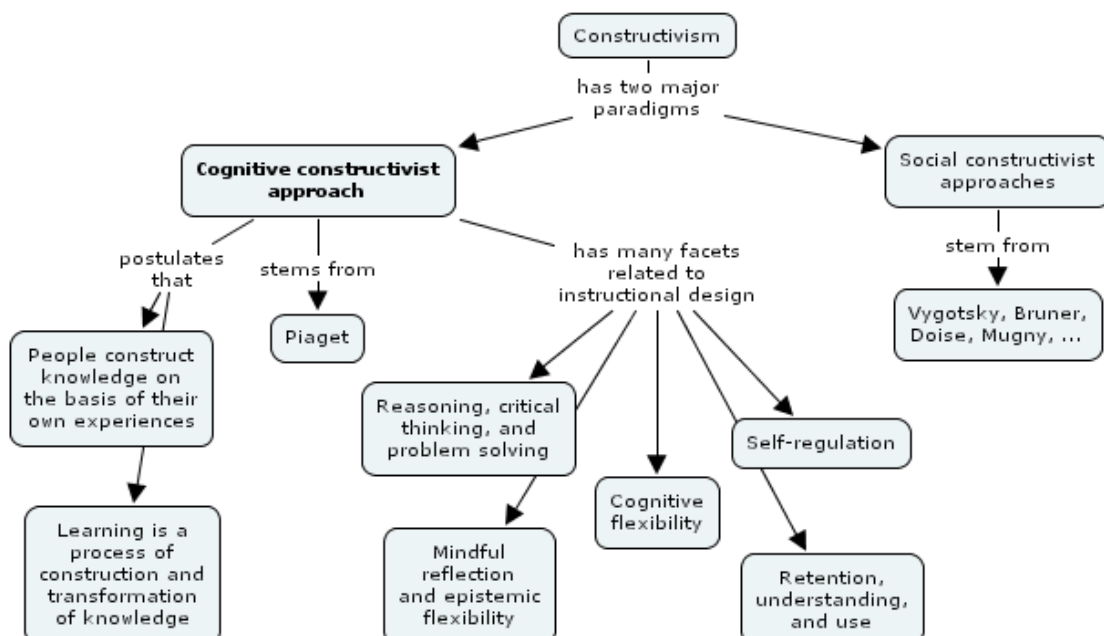 Constructivism
has two major
paradigms
Cognitive constructivist
approach
Social constructivist
approaches
postulates
that
stems from
has many facets
related to
instructional design
stem from
Piaget
Vygotsky, Bruner,
Doise, Mugny, ...
People construct
knowledge on
the basis of their
own experiences
Reasoning, critical
thinking, and
problem solving
Self-regulation
Cognitive
flexibility
Learning is a
process of
construction and
transformation
of knowledge
Mindful
reflection
and epistemic
flexibility
Retention,
understanding,
and use